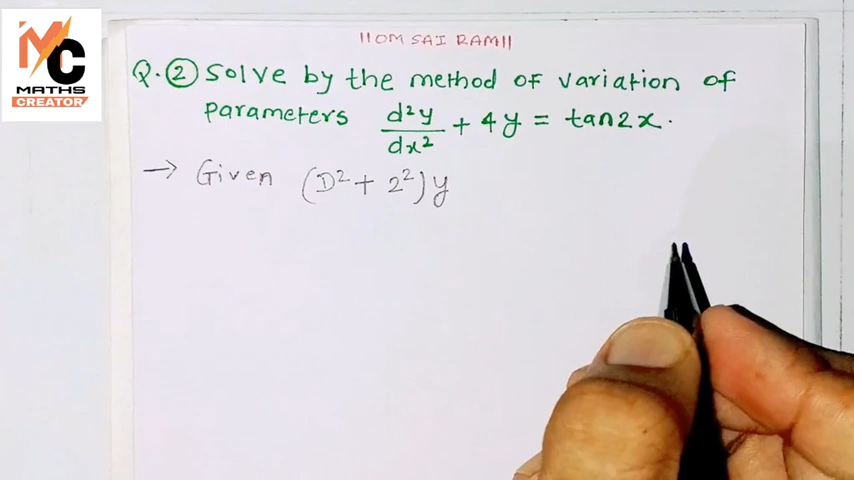 MC
MATHS
CREATOR
||OM SAI RAM||
Q.② Solve by the method of variation of
parameters d²y/dx² + 4y = tan2x.
→ Given (D² + 2²)y